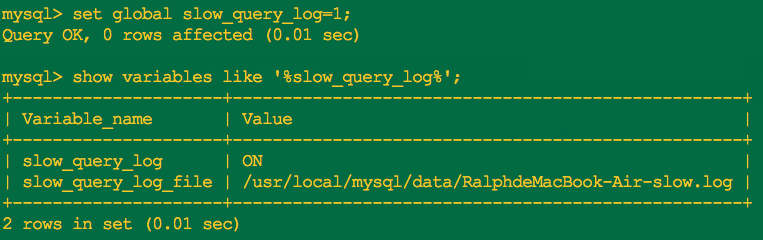 mysql> set global slow_query_log=1;
Query OK, 0 rows affected (0.01 sec)
mysql> show variables like '%slow_query_log%';
+---------------------+--------------------------------------------------+
| Variable_name       | Value                                            |
+---------------------+--------------------------------------------------+
| slow_query_log      | ON                                               |
| slow_query_log_file | /usr/local/mysql/data/RalphdeMacBook-Air-slow.log |
+---------------------+--------------------------------------------------+
2 rows in set (0.01 sec)